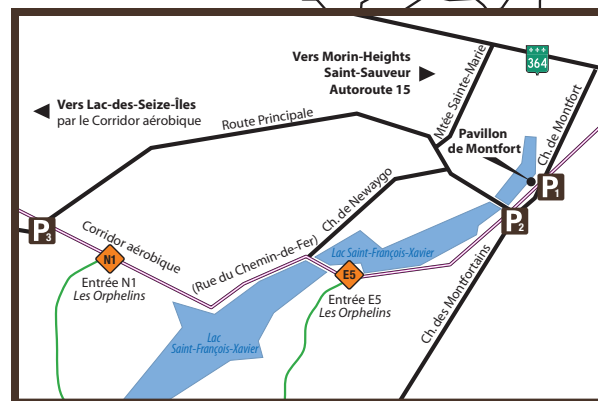 Vers Morin-Heights
Saint-Sauveur
Autoroute 15
364
Vers Lac-des-Seize-Îles
par le Corridor aérobique
Route Principale
Mtée Sainte-Marie
Ch. de Montfort
Pavillon
de Montfort
P1
P2
Ch. de Newaygo
P3
Corridor aérobique
(Rue du Chemin-de-Fer)
Lac Saint-François-Xavier
N1
Entrée N1
Les Orphelins
E5
Entrée E5
Les Orphelins
Ch. des Montfortains
Lac
Saint-François-Xavier